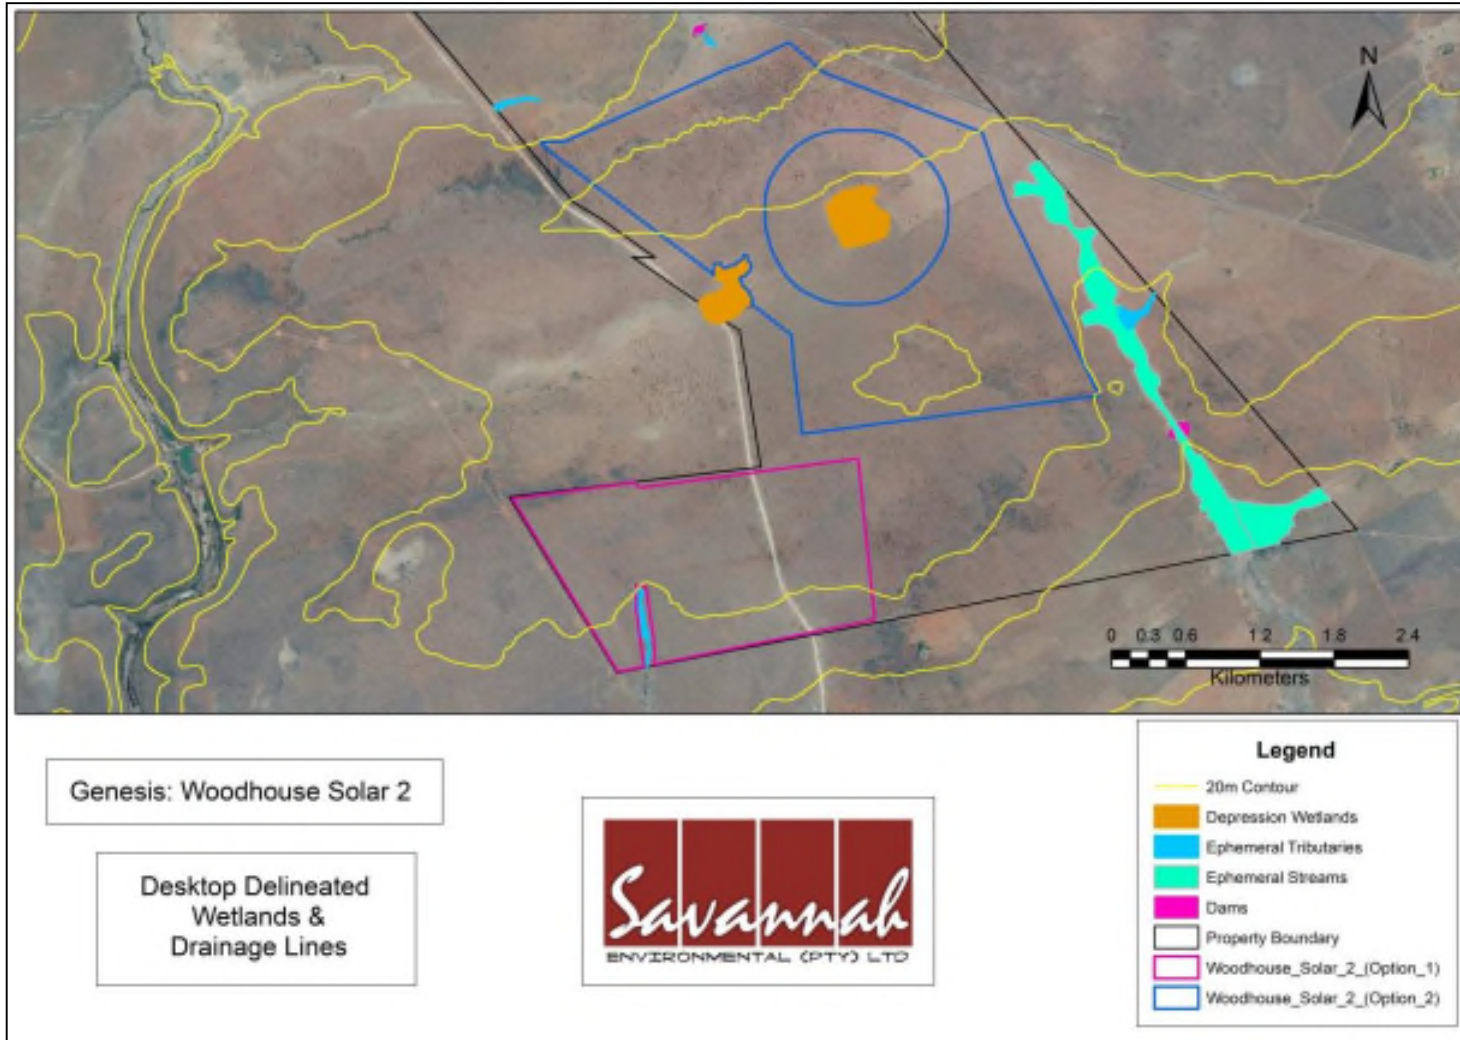 N
0 0.3 0.6 1.2 1.8 2.4
Kilometers
Genesis: Woodhouse Solar 2
Desktop Delineated
Wetlands &
Drainage Lines
Savannah
ENVIRONMENTAL (PTY) LTD
Legend
20m Contour
Depression Wetlands
Ephemeral Tributaries
Ephemeral Streams
Dams
Property Boundary
Woodhouse_Solar_2_(Option_1)
Woodhouse_Solar_2_(Option_2)